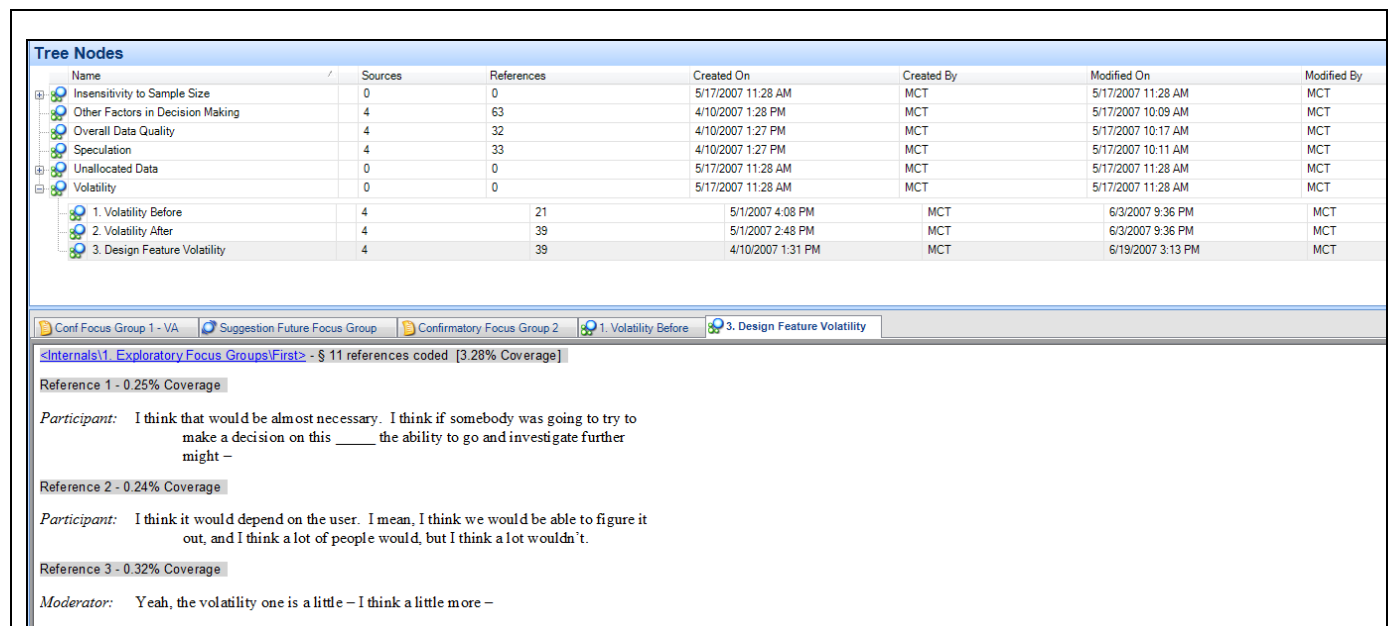 Tree Nodes
Name / Sources References Created On Created By Modified On Modified By
Insensitivity to Sample Size 0 0 5/17/2007 11:28 AM MCT 5/17/2007 11:28 AM MCT
Other Factors in Decision Making 4 63 4/10/2007 1:28 PM MCT 5/17/2007 10:09 AM MCT
Overall Data Quality 4 32 4/10/2007 1:27 PM MCT 5/17/2007 10:17 AM MCT
Speculation 4 33 4/10/2007 1:27 PM MCT 5/17/2007 10:11 AM MCT
Unallocated Data 0 0 5/17/2007 11:28 AM MCT 5/17/2007 11:28 AM MCT
Volatility 0 0 5/17/2007 11:28 AM MCT 5/17/2007 11:28 AM MCT
1. Volatility Before 4 21 5/1/2007 4:08 PM MCT 6/3/2007 9:36 PM MCT
2. Volatility After 4 39 5/1/2007 2:48 PM MCT 6/3/2007 9:36 PM MCT
3. Design Feature Volatility 4 39 4/10/2007 1:31 PM MCT 6/19/2007 3:13 PM MCT
Conf Focus Group 1 - VA Suggestion Future Focus Group Confirmatory Focus Group 2 1. Volatility Before 3. Design Feature Volatility
<Internals\1. Exploratory Focus Groups\First> - § 11 references coded [3.28% Coverage]
Reference 1 - 0.25% Coverage
Participant: I think that would be almost necessary. I think if somebody was going to try to
make a decision on this _____ the ability to go and investigate further
might –
Reference 2 - 0.24% Coverage
Participant: I think it would depend on the user. I mean, I think we would be able to figure it
out, and I think a lot of people would, but I think a lot wouldn't.
Reference 3 - 0.32% Coverage
Moderator: Yeah, the volatility one is a little – I think a little more –